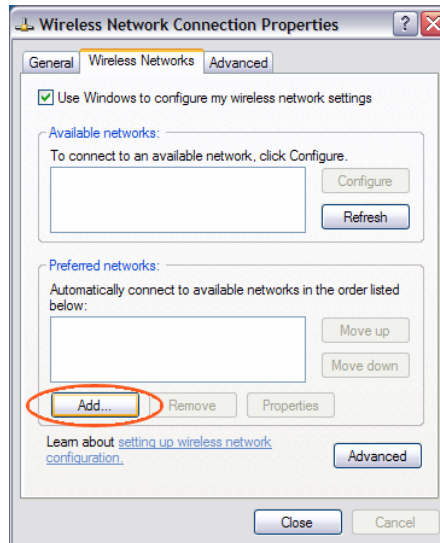 Wireless Network Connection Properties
General Wireless Networks Advanced
Use Windows to configure my wireless network settings
Available networks:
To connect to an available network, click Configure.
Configure
Refresh
Preferred networks:
Automatically connect to available networks in the order listed
below:
Move up
Move down
Add... Remove Properties
Learn about setting up wireless network
configuration.
Advanced
Close Cancel